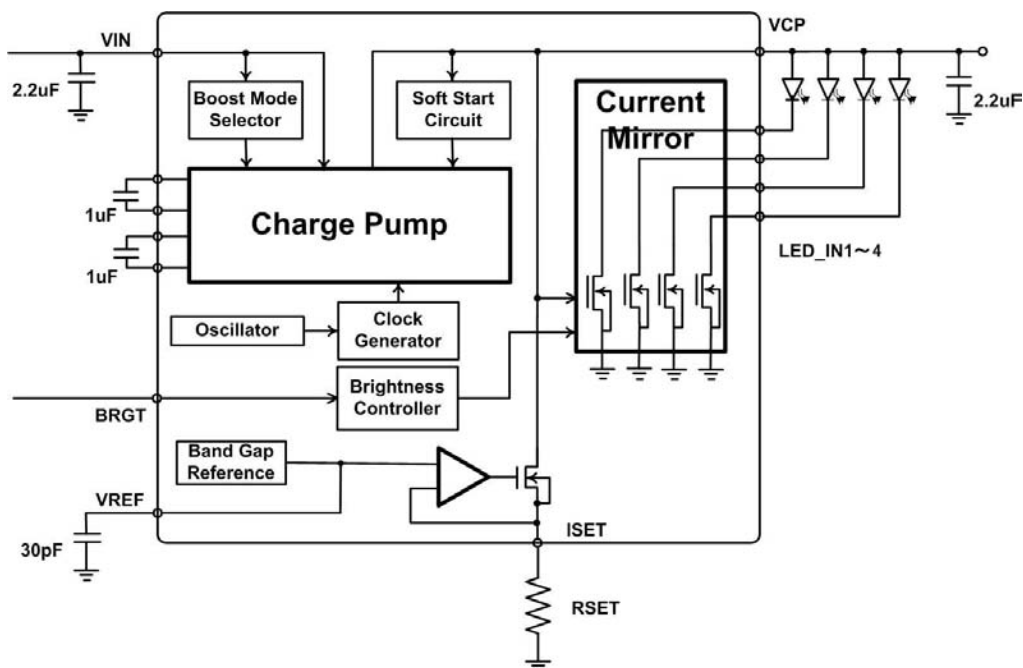 VCP
VIN
2.2uF
Boost Mode
Selector
Soft Start
Circuit
Current
Mirror
2.2uF
1uF
1uF
Charge Pump
LED_IN1～4
Oscillator
Clock
Generator
BRGT
Brightness
Controller
Band Gap
Reference
VREF
30pF
ISET
RSET